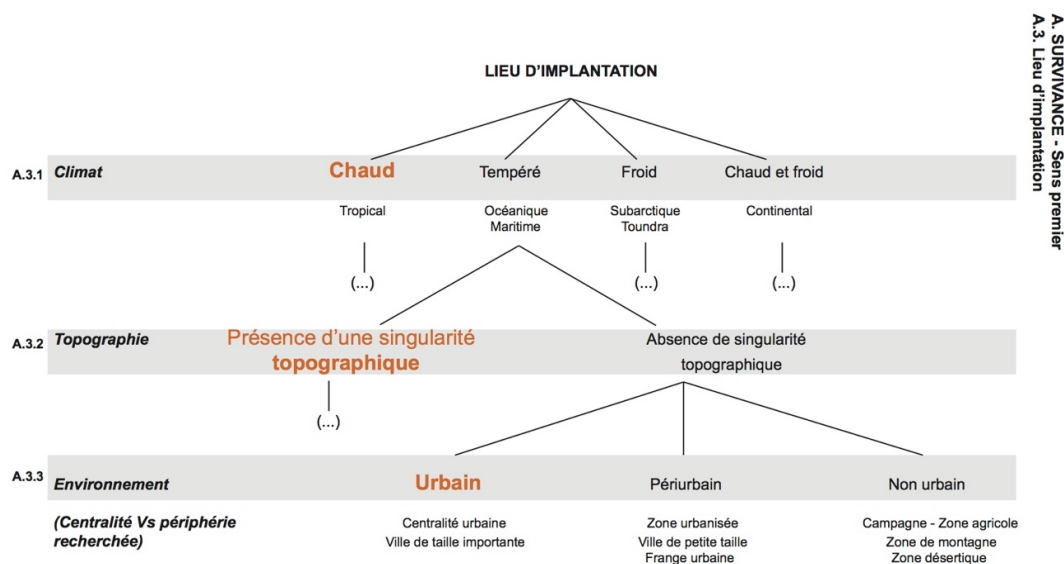 A. SURVIVANCE - Sens premier
A.3. Lieu d'implantation
LIEU D'IMPLANTATION
A.3.1 Climat Chaud Tempéré Froid Chaud et froid
Tropical Océanique Subarctique Continental
Maritime Toundra
(...) (...) (...)
A.3.2 Topographie Présence d'une singularité Absence de singularité
topographique topographique
(...)
A.3.3 Environnement Urbain Périurbain Non urbain
(Centralité Vs périphérie Centralité urbaine Zone urbanisée Campagne - Zone agricole
recherchée) Ville de taille importante Ville de petite taille Zone de montagne
Frange urbaine Zone désertique